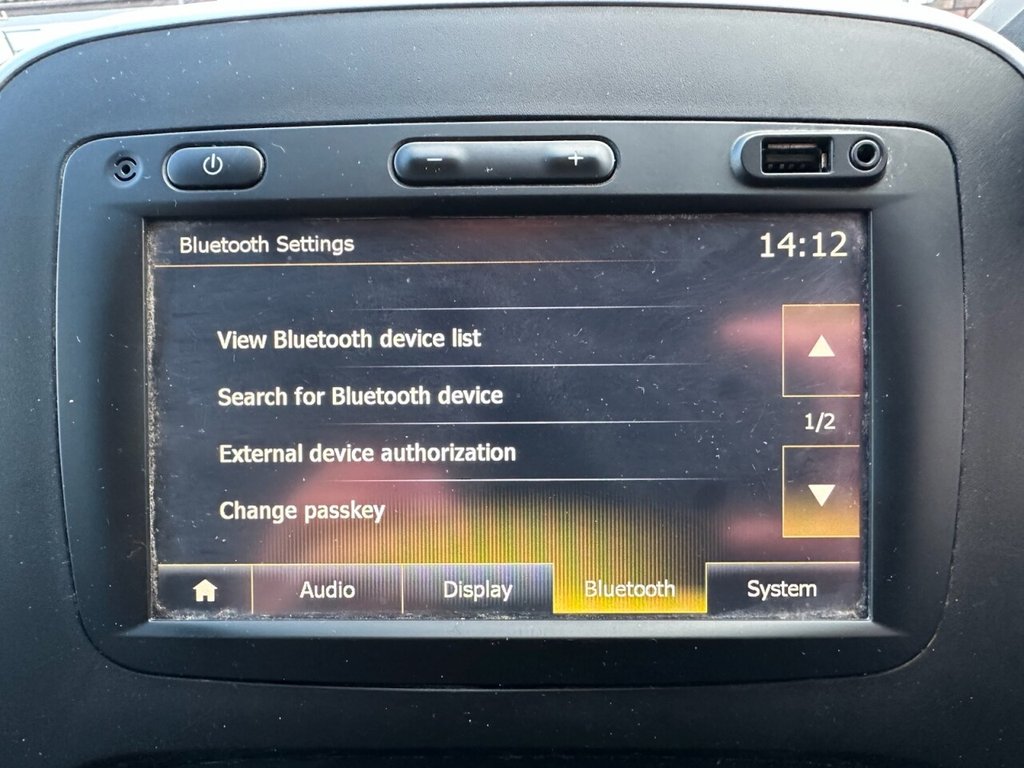 − +
Bluetooth Settings 14:12
View Bluetooth device list
Search for Bluetooth device
1/2
External device authorization
Change passkey
Audio Display Bluetooth System